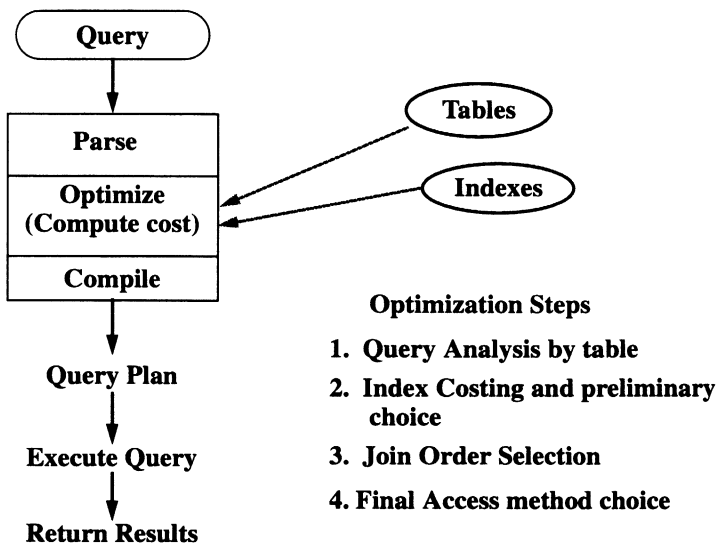 Query
Parse
Optimize
(Compute cost)
Compile
Query Plan
Execute Query
Return Results
Tables
Indexes
Optimization Steps
1. Query Analysis by table
2. Index Costing and preliminary
choice
3. Join Order Selection
4. Final Access method choice